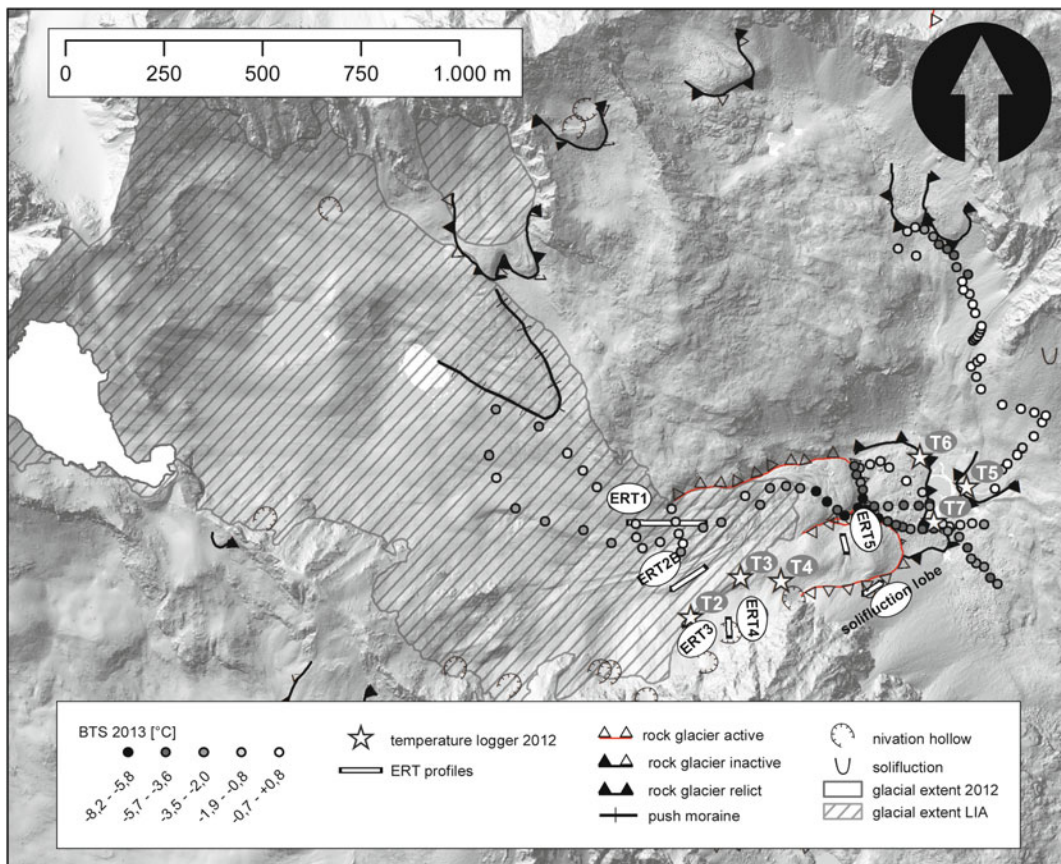 0 250 500 750 1.000 m
T6
T5
T7
ERT1
ERT5
ERT2B
T3
T4
T2
ERT3
ERT4
solifluction lobe
BTS 2013 [°C]
-8,2 - -5,8
-5,7 - -3,6
-3,5 - -2,0
-1,9 - -0,8
-0,7 - +0,8
temperature logger 2012
ERT profiles
rock glacier active
rock glacier inactive
rock glacier relict
push moraine
nivation hollow
solifluction
glacial extent 2012
glacial extent LIA